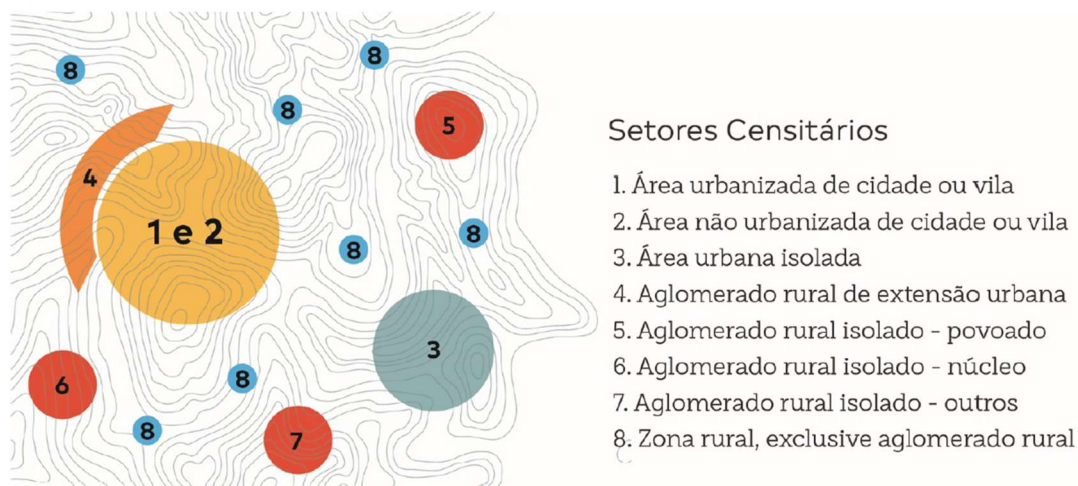 8
8
8
5
4
1 e 2
8
8
3
8
6
8
7
Setores Censitários
1. Área urbanizada de cidade ou vila
2. Área não urbanizada de cidade ou vila
3. Área urbana isolada
4. Aglomerado rural de extensão urbana
5. Aglomerado rural isolado - povoado
6. Aglomerado rural isolado - núcleo
7. Aglomerado rural isolado - outros
8. Zona rural, exclusive aglomerado rural